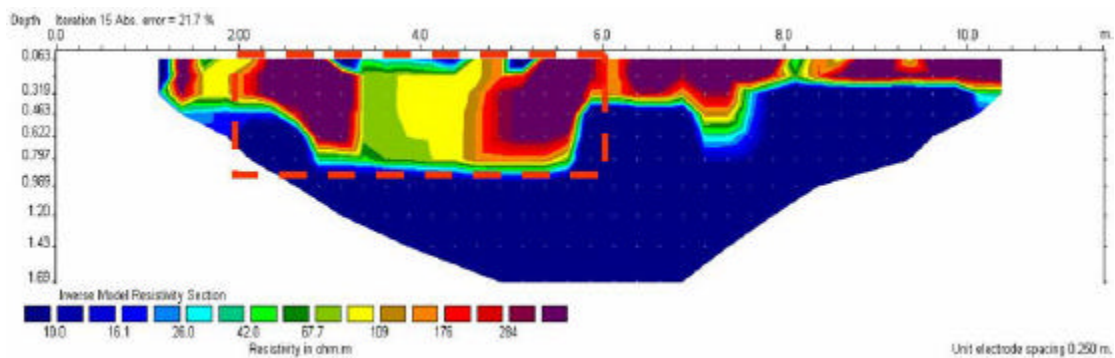 Depth Iteration 15 Abs. error = 21.7 %
0.0 2.00 4.0 6.0 8.0 10.0 m.
0.063
0.319
0.463
0.622
0.797
0.989
1.20
1.43
1.69
Inverse Model Resistivity Section
10.0 16.1 26.0 42.0 67.7 109 176 284
Resistivity in ohm.m
Unit electrode spacing 0.250 m.